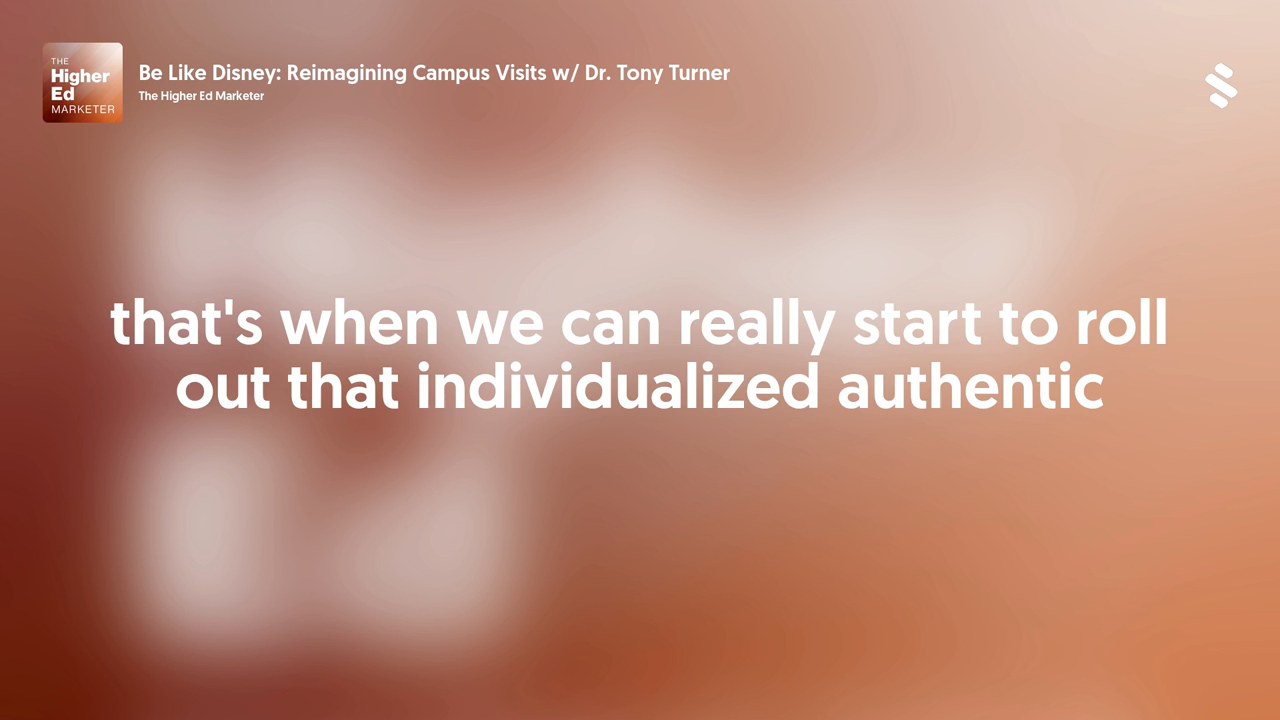 THE
Higher
Ed
MARKETER
Be Like Disney: Reimagining Campus Visits w/ Dr. Tony Turner
The Higher Ed Marketer
that's when we can really start to roll
out that individualized authentic